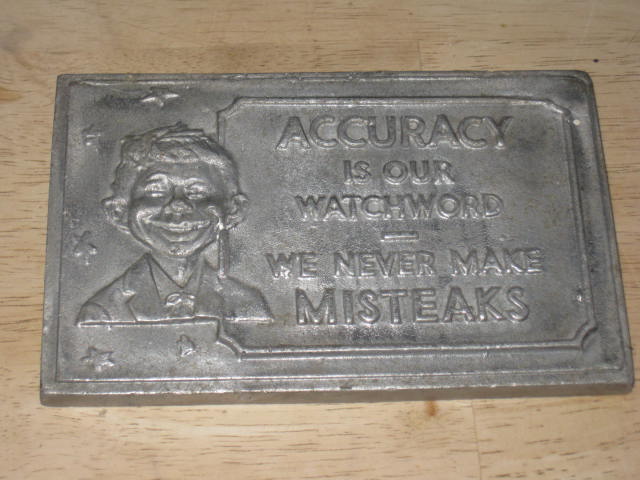 ACCURACY
IS OUR
WATCHWORD
—
WE NEVER MAKE
MISTEAKS